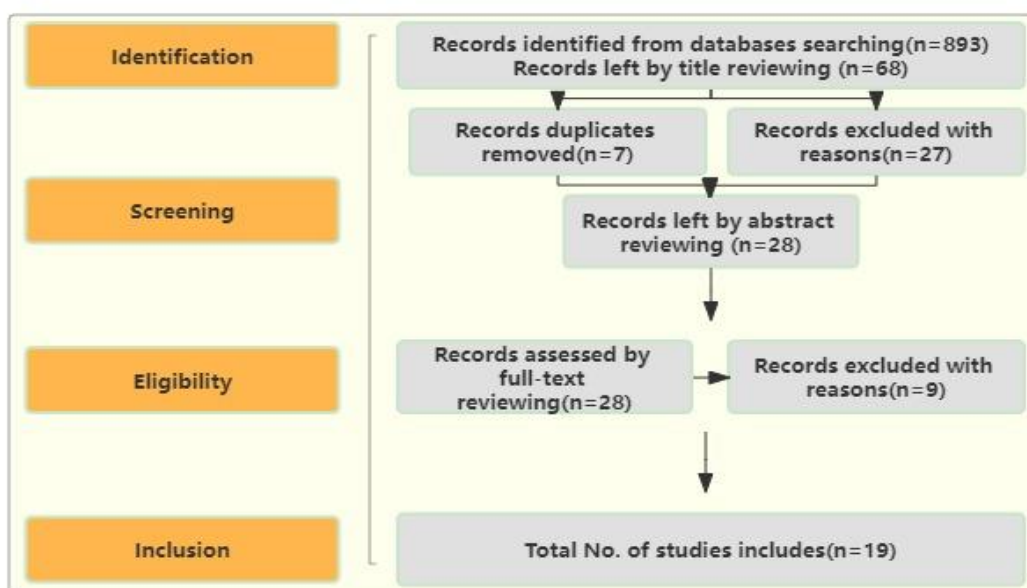 Identification
Records identified from databases searching(n=893)
Records left by title reviewing (n=68)
Records duplicates
removed(n=7)
Records excluded with
reasons(n=27)
Screening
Records left by abstract
reviewing (n=28)
Eligibility
Records assessed by
full-text
reviewing(n=28)
Records excluded with
reasons(n=9)
Inclusion
Total No. of studies includes(n=19)